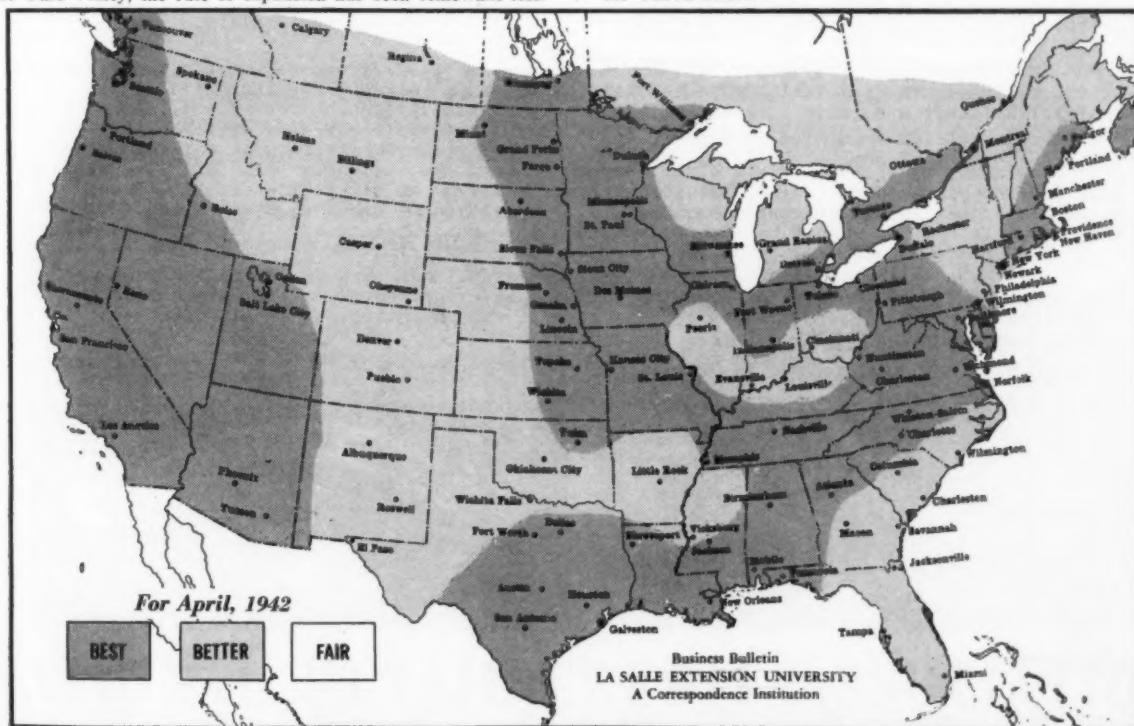 Vancouver
Calgary
Regina
Seattle
Spokane
Portland
Salem
Helena
Billings
Boise
Casper
Cheyenne
Ogden
Salt Lake City
Reno
Sacramento
San Francisco
Los Angeles
Phoenix
Tucson
Denver
Pueblo
Albuquerque
Roswell
El Paso
Minot
Grand Forks
Fargo
Aberdeen
Sioux Falls
Sioux City
Fremont
Omaha
Lincoln
Des Moines
Topeka
Wichita
Kansas City
St. Louis
Tulsa
Oklahoma City
Wichita Falls
Fort Worth
Dallas
Austin
San Antonio
Houston
Galveston
Little Rock
Shreveport
Vicksburg
Jackson
New Orleans
Duluth
Minneapolis
St. Paul
Fort William
Milwaukee
Grand Rapids
Detroit
Chicago
Fort Wayne
Toledo
Cleveland
Peoria
Indianapolis
Cincinnati
Evansville
Louisville
Pittsburgh
Huntington
Charleston
Nashville
Memphis
Birmingham
Atlanta
Macon
Mobile
Pensacola
Columbia
Charlotte
Winston-Salem
Wilmington
Charleston
Savannah
Jacksonville
Tampa
Miami
Richmond
Norfolk
Quebec
Montreal
Ottawa
Toronto
Rochester
Buffalo
Bangor
Portland
Manchester
Boston
Providence
Hartford
New Haven
New York
Newark
Philadelphia
Wilmington
Baltimore
For April, 1942
BEST
BETTER
FAIR
Business Bulletin
LA SALLE EXTENSION UNIVERSITY
A Correspondence Institution